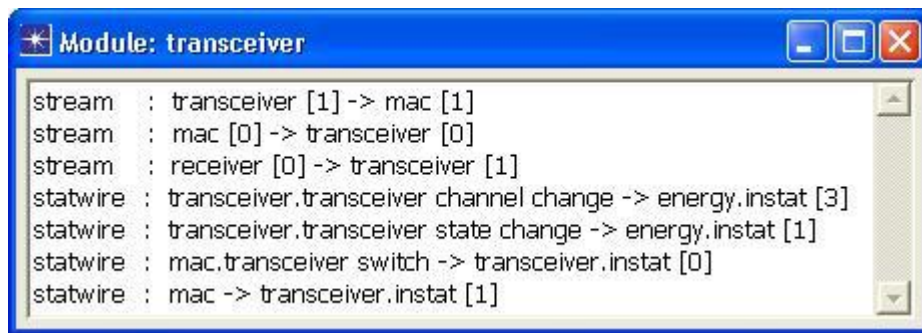 Module: transceiver
stream : transceiver [1] -> mac [1]
stream : mac [0] -> transceiver [0]
stream : receiver [0] -> transceiver [1]
statwire : transceiver.transceiver channel change -> energy.instat [3]
statwire : transceiver.transceiver state change -> energy.instat [1]
statwire : mac.transceiver switch -> transceiver.instat [0]
statwire : mac -> transceiver.instat [1]